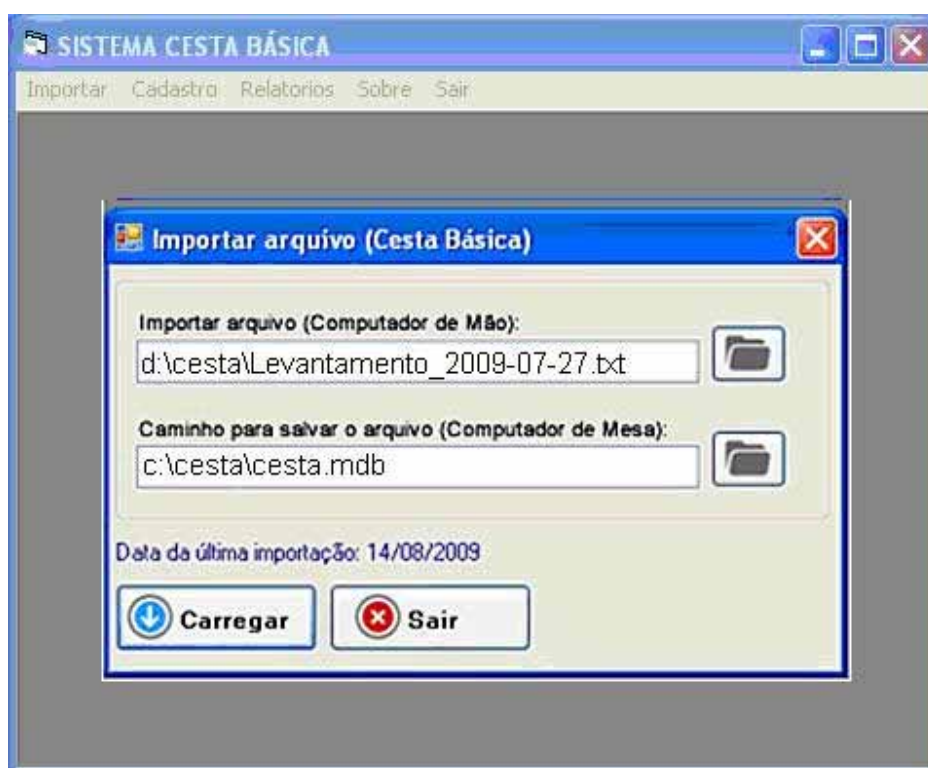 SISTEMA CESTA BÁSICA
Importar Cadastro Relatorios Sobre Sair
Importar arquivo (Cesta Básica)
Importar arquivo (Computador de Mão):
d:\cesta\Levantamento_2009-07-27.txt
Caminho para salvar o arquivo (Computador de Mesa):
c:\cesta\cesta.mdb
Data da última importação: 14/08/2009
Carregar Sair